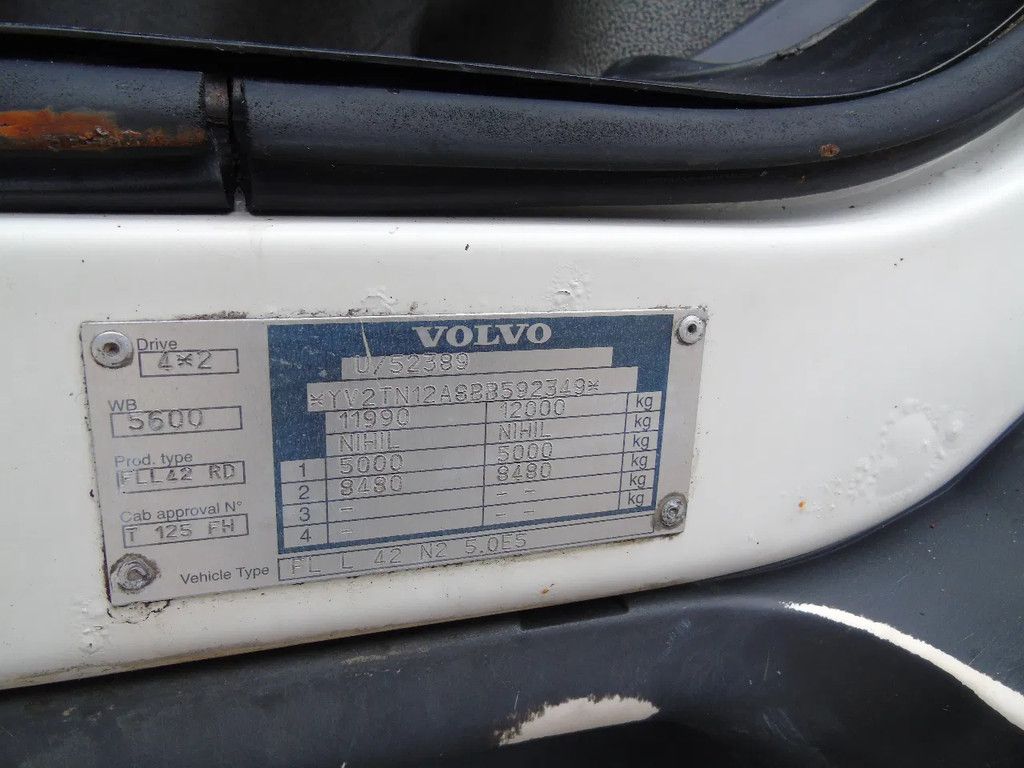 Drive
4*2
WB
5600
Prod. type
FLL42 RD
Cab approval N°
T 125 FH
VOLVO
U/52389
*YV2TN12A8BB592349*
11990 12000 kg
NIHIL NIHIL kg
1 5000 5000 kg
2 8480 8480 kg
3 - - - kg
4 - - -
Vehicle Type FL L 42 N2 5.0E5